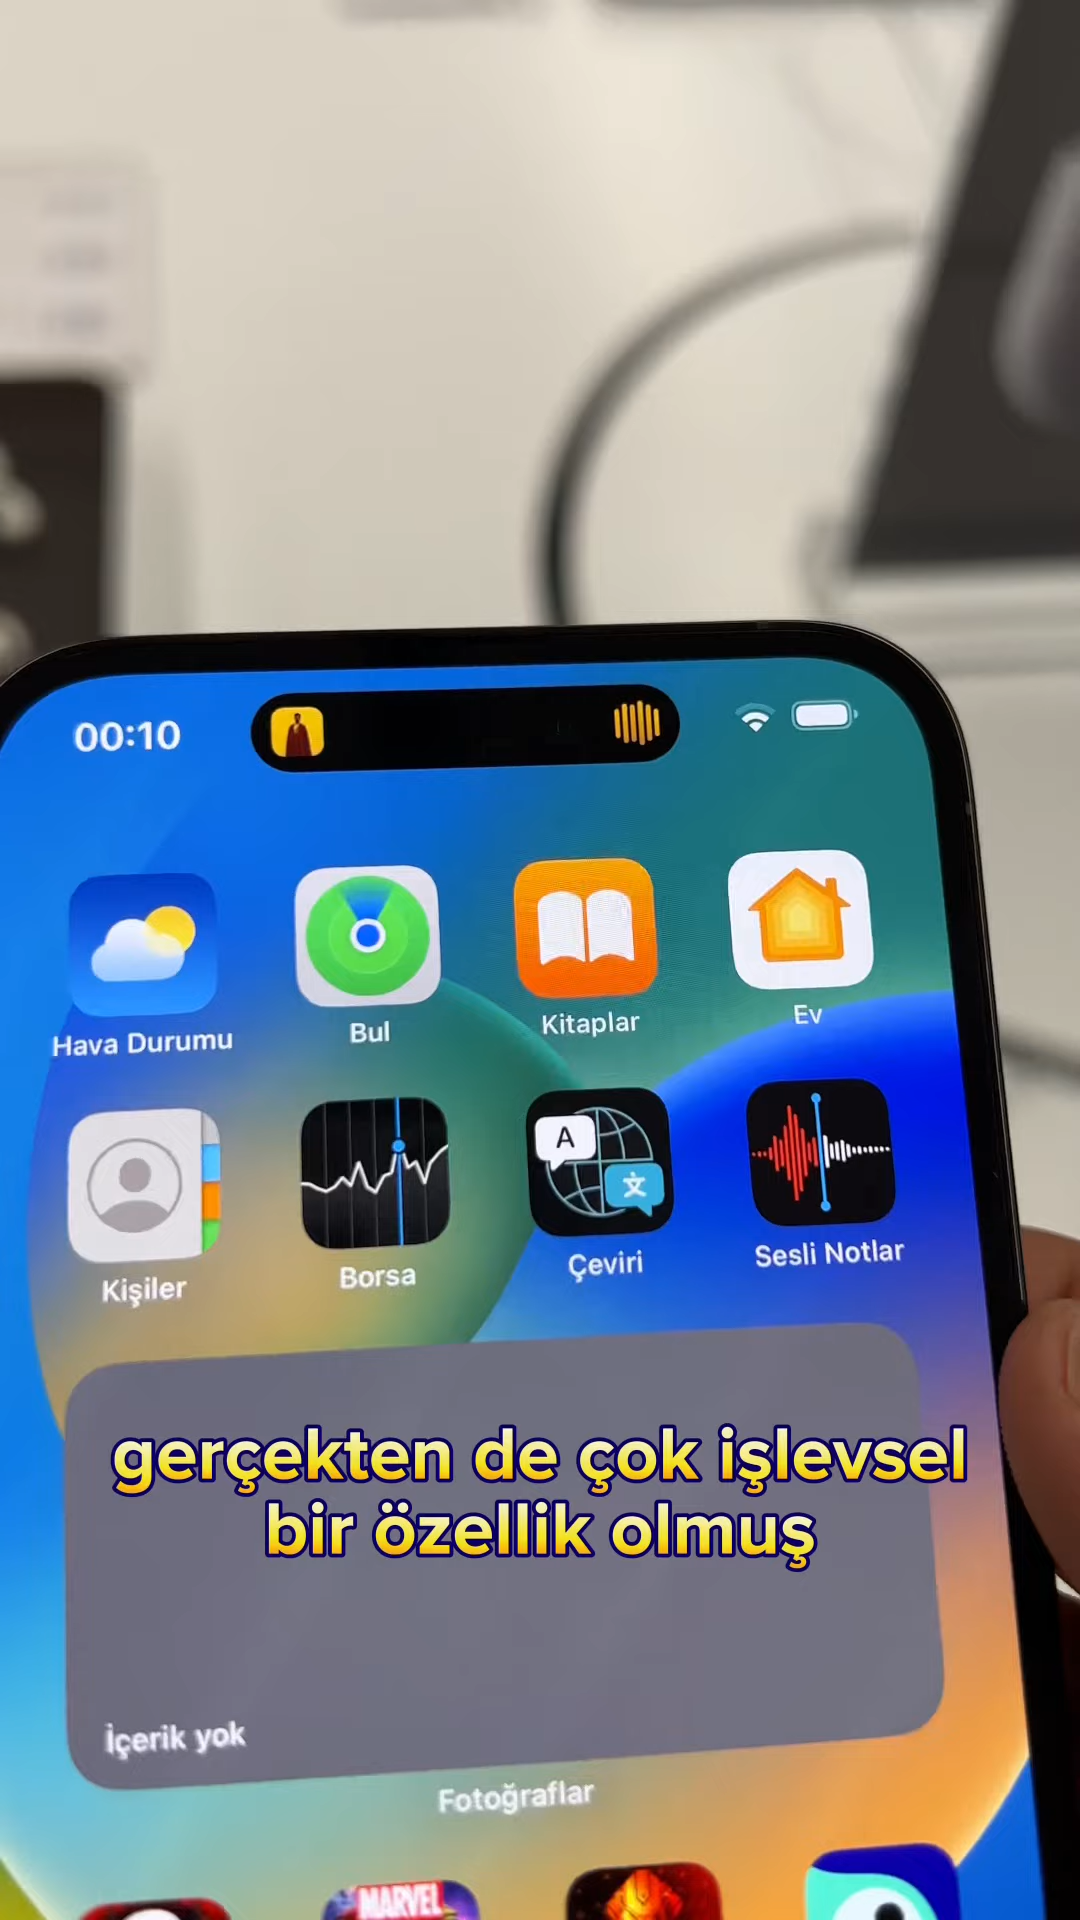 00:10
Hava Durumu
Bul
Kitaplar
Ev
A
文
Kişiler
Borsa
Çeviri
Sesli Notlar
gerçekten de çok işlevsel
bir özellik olmuş
İçerik yok
Fotoğraflar
MARVEL